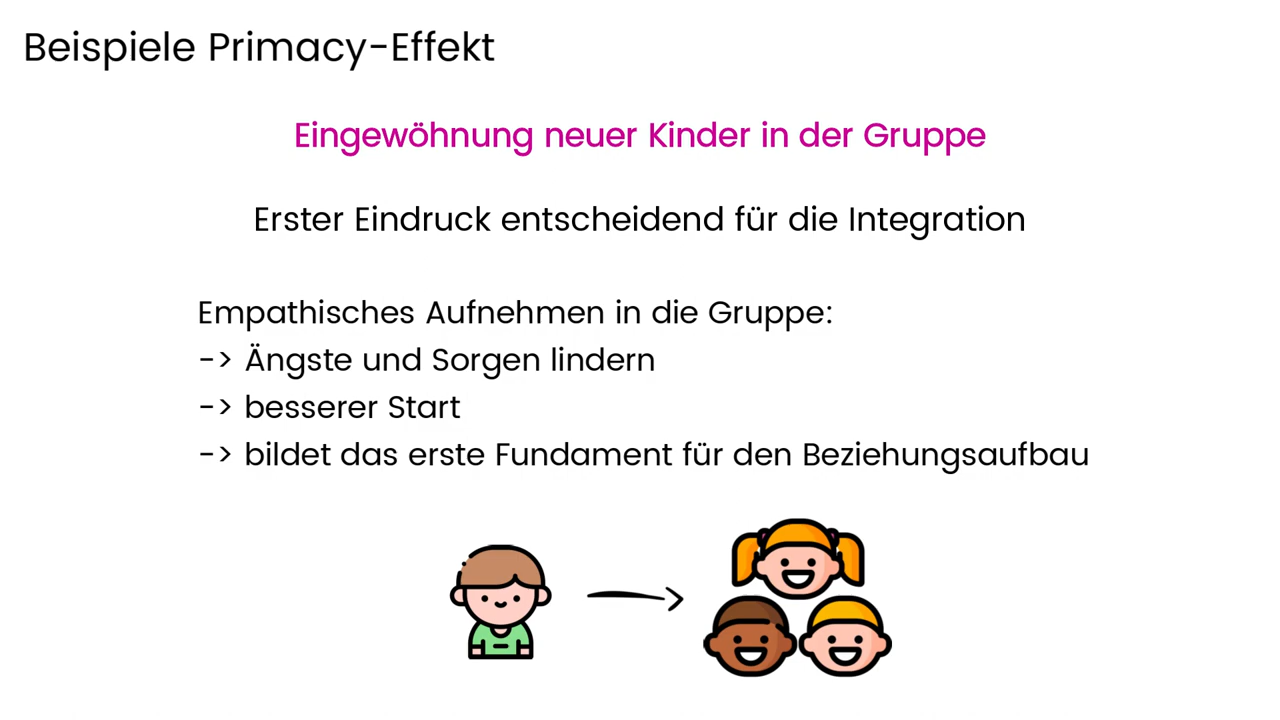 Beispiele Primacy-Effekt
Eingewöhnung neuer Kinder in der Gruppe
Erster Eindruck entscheidend für die Integration
Empathisches Aufnehmen in die Gruppe:
-> Ängste und Sorgen lindern
-> besserer Start
-> bildet das erste Fundament für den Beziehungsaufbau